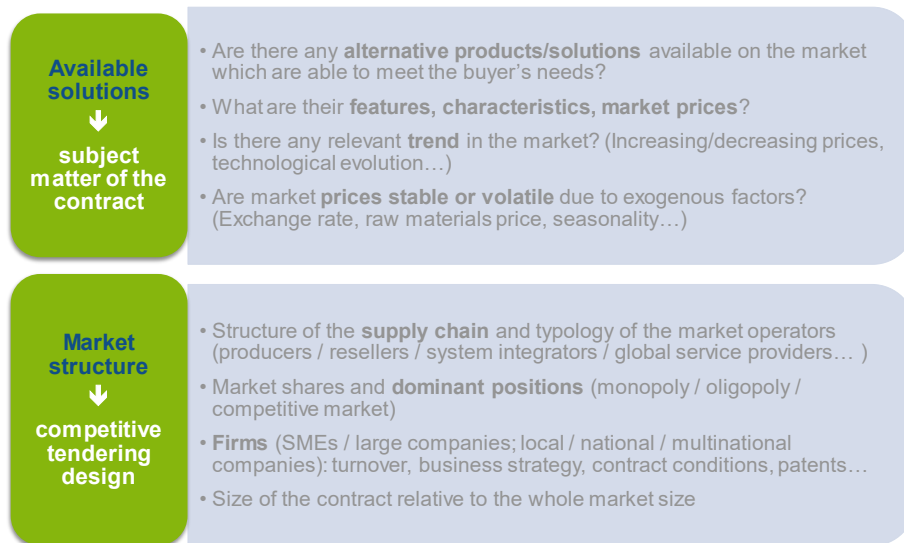 Available
solutions
↓
subject
matter of the
contract
• Are there any alternative products/solutions available on the market
which are able to meet the buyer's needs?
• What are their features, characteristics, market prices?
• Is there any relevant trend in the market? (Increasing/decreasing prices,
technological evolution…)
• Are market prices stable or volatile due to exogenous factors?
(Exchange rate, raw materials price, seasonality…)
Market
structure
↓
competitive
tendering
design
• Structure of the supply chain and typology of the market operators
(producers / resellers / system integrators / global service providers… )
• Market shares and dominant positions (monopoly / oligopoly /
competitive market)
• Firms (SMEs / large companies; local / national / multinational
companies): turnover, business strategy, contract conditions, patents…
• Size of the contract relative to the whole market size